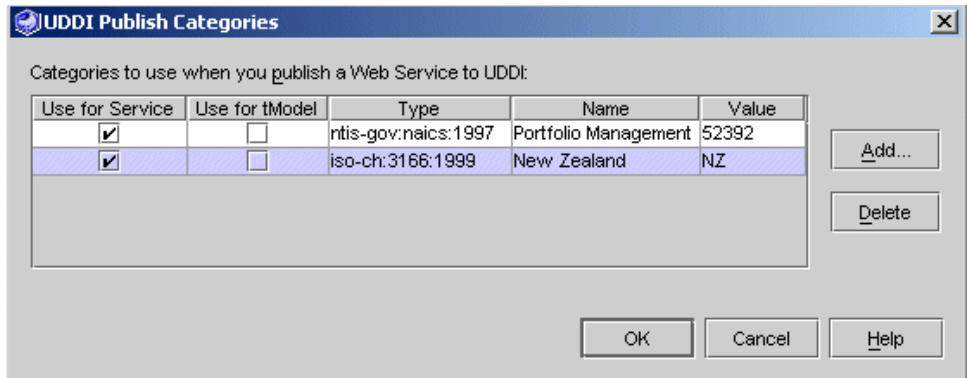 UDDI Publish Categories
Categories to use when you publish a Web Service to UDDI:
Use for Service Use for tModel Type Name Value
ntis-gov:naics:1997 Portfolio Management 52392
iso-ch:3166:1999 New Zealand NZ
Add...
Delete
OK Cancel Help